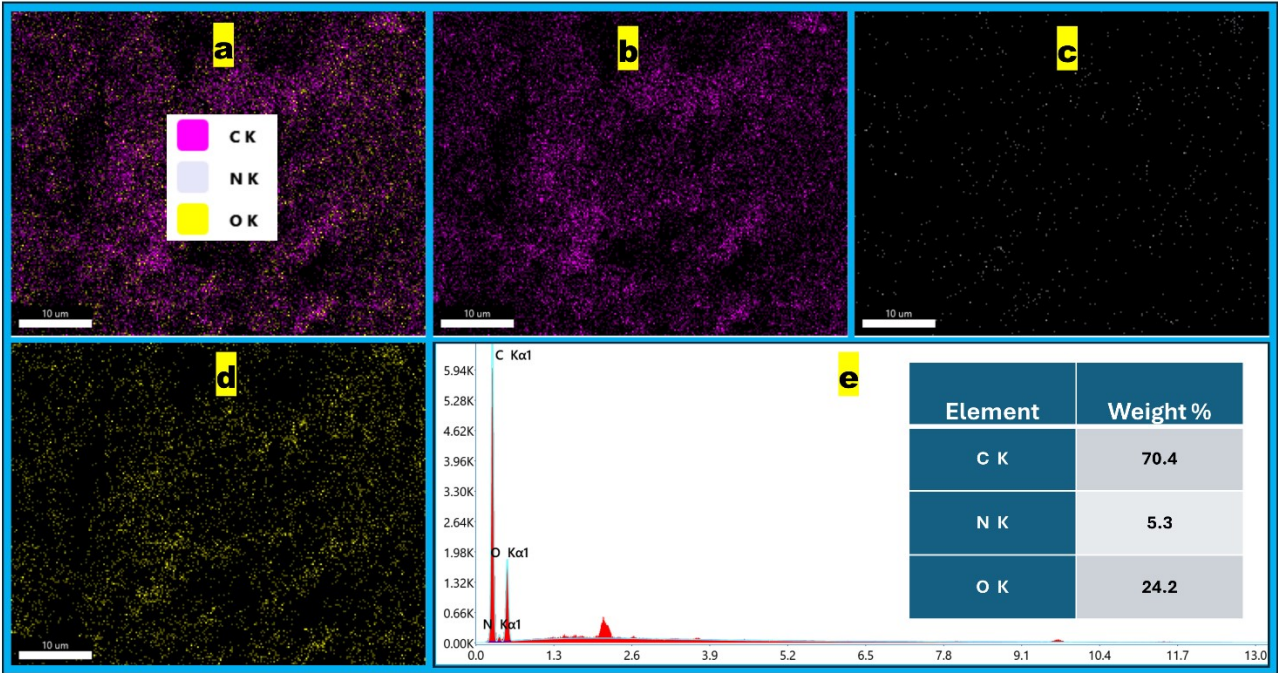 a
C K
N K
O K
10 um
b
10 um
c
10 um
d
10 um
e
C Kα1
O Kα1
N Kα1
5.94K
5.28K
4.62K
3.96K
3.30K
2.64K
1.98K
1.32K
0.66K
0.00K
0.0 1.3 2.6 3.9 5.2 6.5 7.8 9.1 10.4 11.7 13.0
Element Weight %
C K 70.4
N K 5.3
O K 24.2